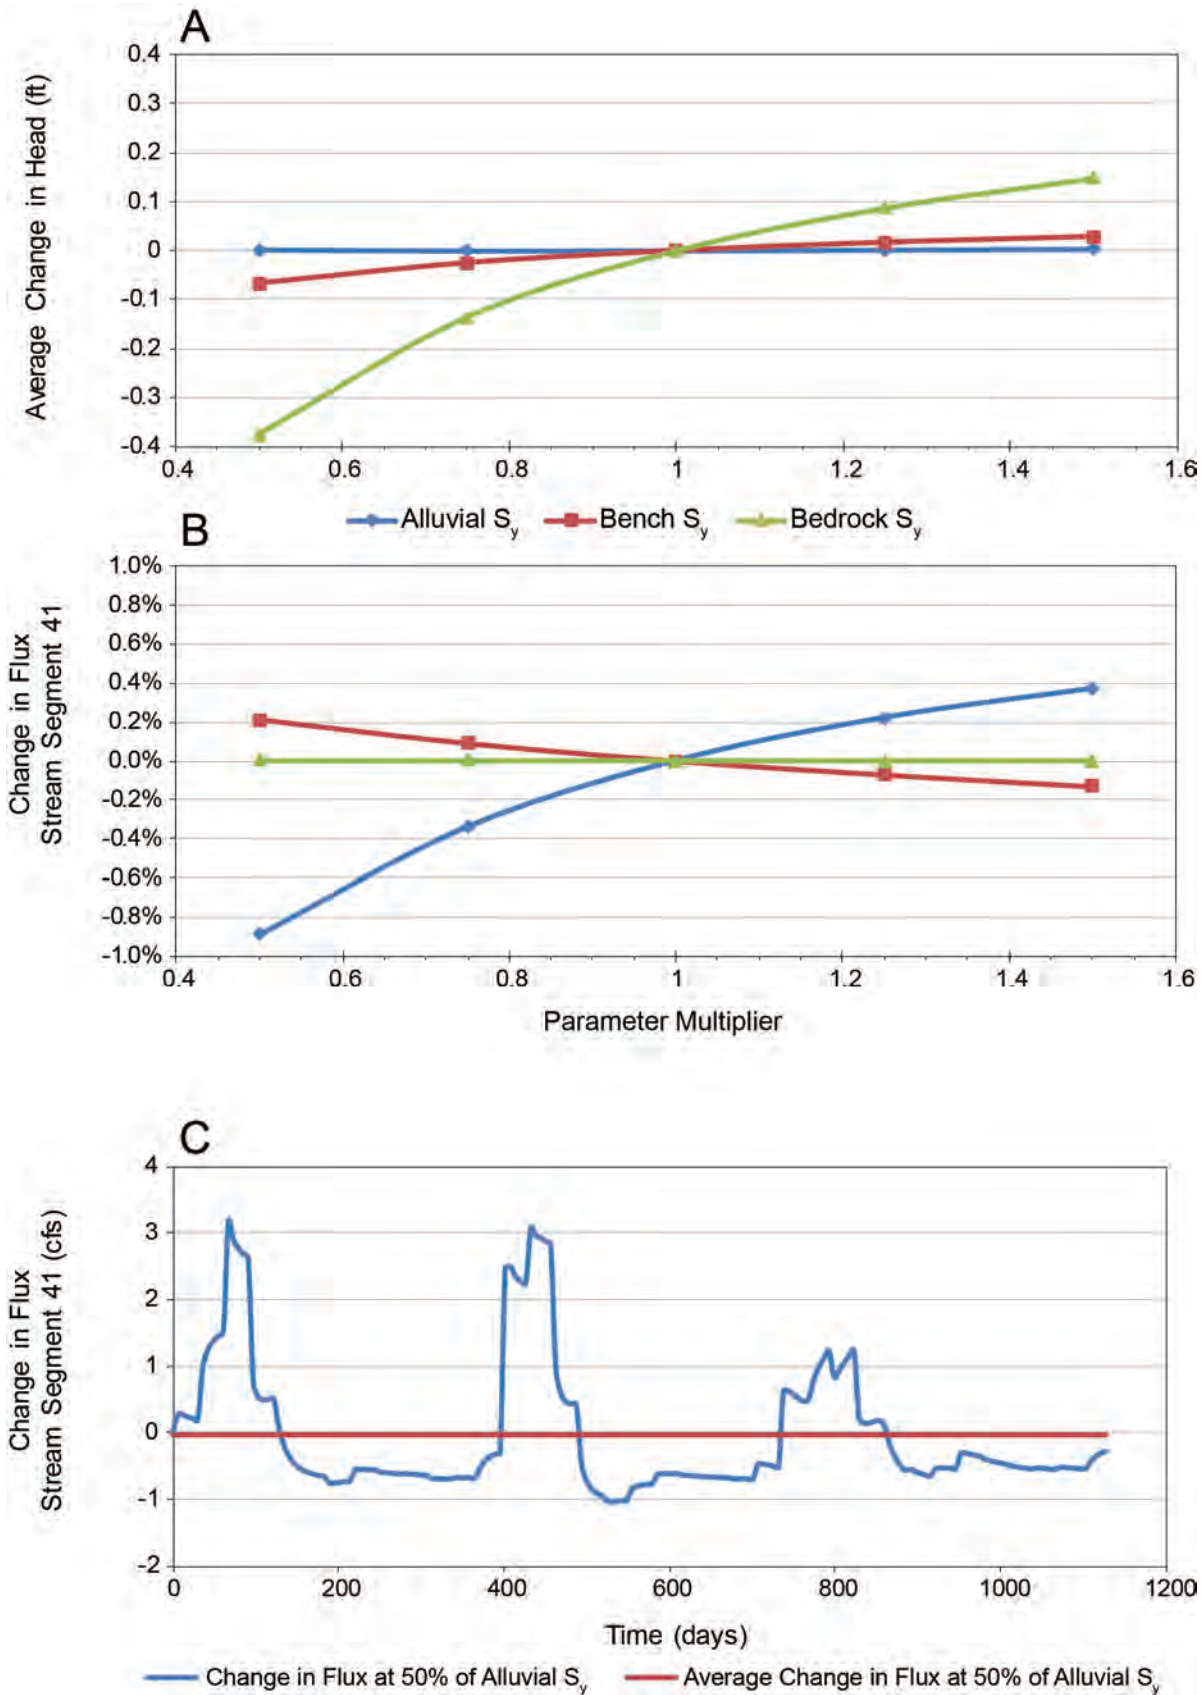 A
Average Change in Head (ft)
0.4
0.3
0.2
0.1
0
-0.1
-0.2
-0.3
-0.4
0.4 0.6 0.8 1 1.2 1.4 1.6
Alluvial Sy Bench Sy Bedrock Sy
B
Change in Flux
Stream Segment 41
1.0%
0.8%
0.6%
0.4%
0.2%
0.0%
-0.2%
-0.4%
-0.6%
-0.8%
-1.0%
0.4 0.6 0.8 1 1.2 1.4 1.6
Parameter Multiplier
C
Change in Flux
Stream Segment 41 (cfs)
4
3
2
1
0
-1
-2
0 200 400 600 800 1000 1200
Time (days)
Change in Flux at 50% of Alluvial Sy Average Change in Flux at 50% of Alluvial Sy